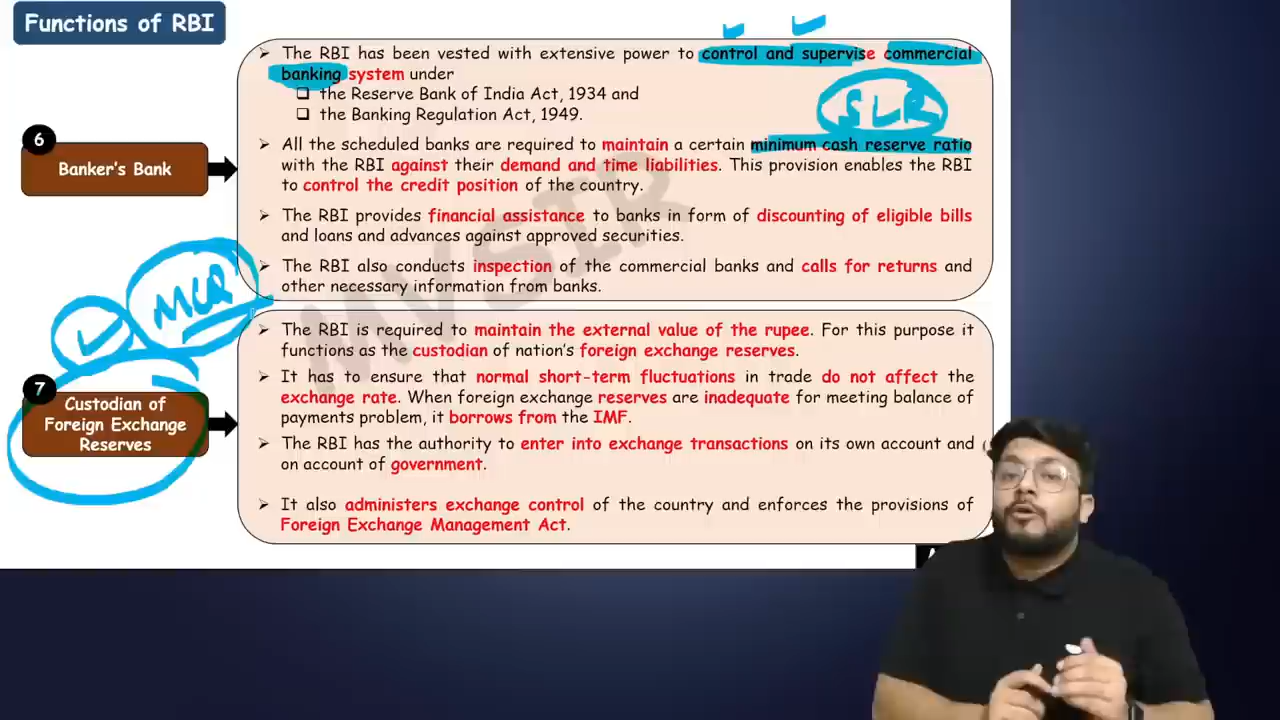 Functions of RBI
➢ The RBI has been vested with extensive power to control and supervise commercial
banking system under
❑ the Reserve Bank of India Act, 1934 and
❑ the Banking Regulation Act, 1949.
SLR
6
Banker's Bank
➢ All the scheduled banks are required to maintain a certain minimum cash reserve ratio
with the RBI against their demand and time liabilities. This provision enables the RBI
to control the credit position of the country.
➢ The RBI provides financial assistance to banks in form of discounting of eligible bills
and loans and advances against approved securities.
➢ The RBI also conducts inspection of the commercial banks and calls for returns and
other necessary information from banks.
MVSIR
MCQ
7
Custodian of
Foreign Exchange
Reserves
➢ The RBI is required to maintain the external value of the rupee. For this purpose it
functions as the custodian of nation's foreign exchange reserves.
➢ It has to ensure that normal short-term fluctuations in trade do not affect the
exchange rate. When foreign exchange reserves are inadequate for meeting balance of
payments problem, it borrows from the IMF.
➢ The RBI has the authority to enter into exchange transactions on its own account and
on account of government.
➢ It also administers exchange control of the country and enforces the provisions of
Foreign Exchange Management Act.